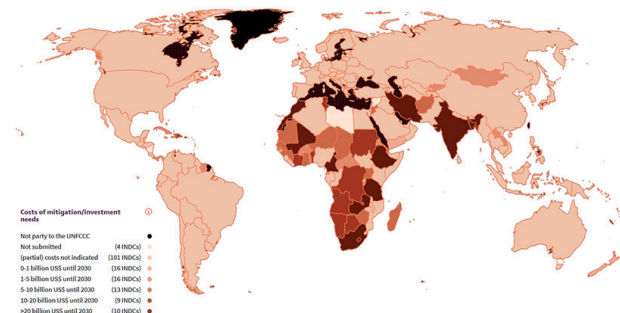 Costs of mitigation/investment
needs
Not party to the UNFCCC
Not submitted (4 INDCs)
(partial) costs not indicated (101 INDCs)
0-1 billion US$ until 2030 (16 INDCs)
1-5 billion US$ until 2030 (16 INDCs)
5-10 billion US$ until 2030 (13 INDCs)
10-20 billion US$ until 2030 (9 INDCs)
>20 billion US$ until 2030 (10 INDCs)